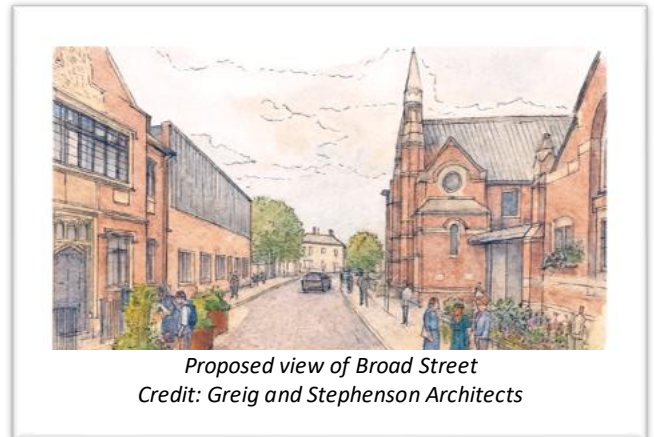 Proposed view of Broad Street
Credit: Greig and Stephenson Architects